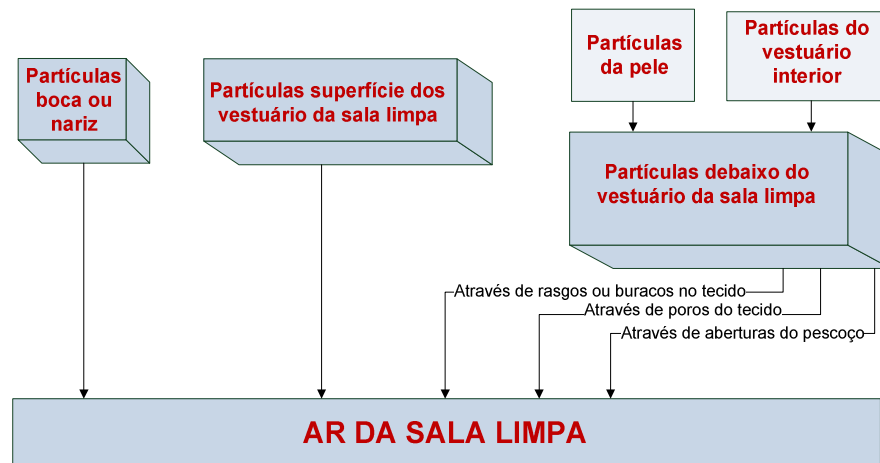 Partículas
boca ou
nariz
Partículas superfície dos
vestuário da sala limpa
Partículas
da pele
Partículas do
vestuário
interior
Partículas debaixo do
vestuário da sala limpa
Através de rasgos ou buracos no tecido
Através de poros do tecido
Através de aberturas do pescoço
AR DA SALA LIMPA